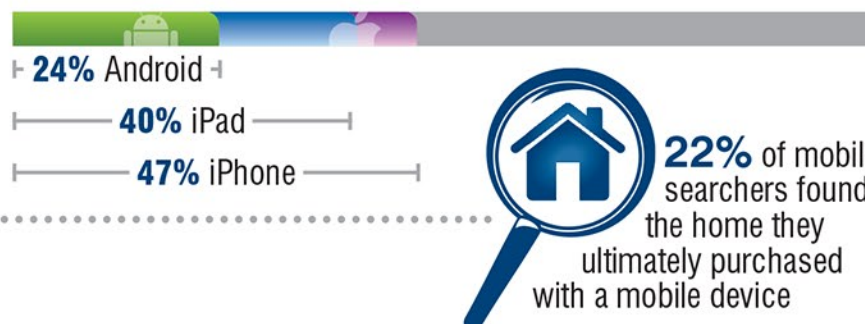 24% Android
40% iPad
47% iPhone
22% of mobil
searchers found
the home they
ultimately purchased
with a mobile device